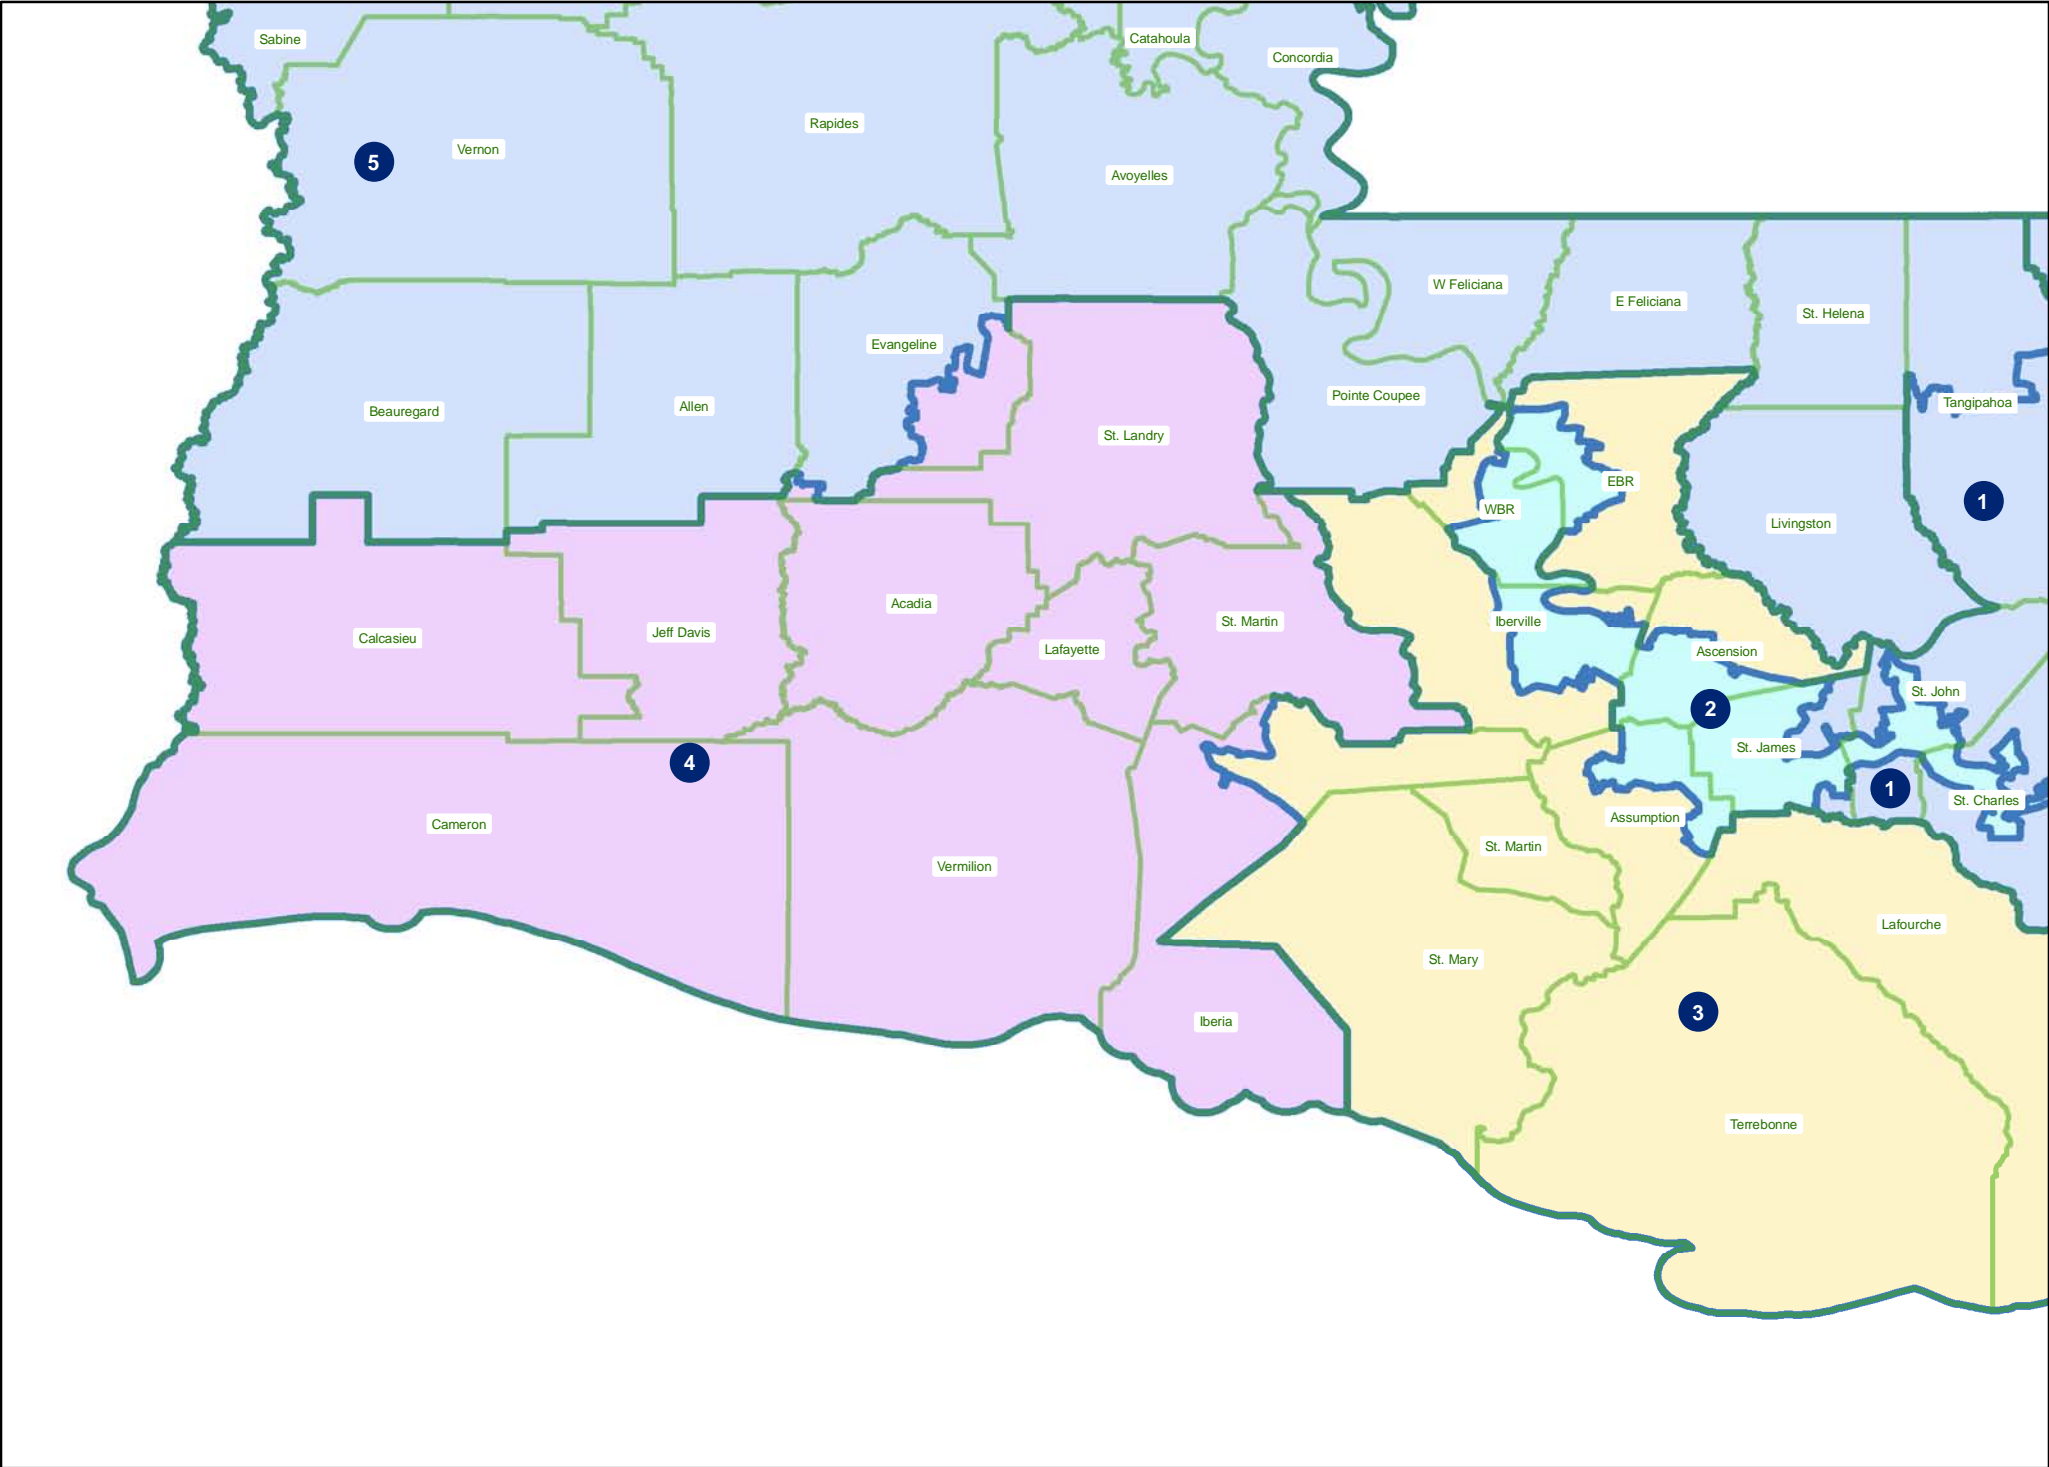 Sabine
Catahoula
Concordia
Rapides
Vernon
5
Avoyelles
W Feliciana
E Feliciana
St. Helena
Evangeline
Pointe Coupee
Tangipahoa
Allen
Beauregard
St. Landry
EBR
1
WBR
Livingston
Acadia
Iberville
St. Martin
Jeff Davis
Calcasieu
Lafayette
Ascension
St. John
2
St. James
4
1
St. Charles
Assumption
Cameron
St. Martin
Vermilion
Lafourche
St. Mary
3
Iberia
Terrebonne